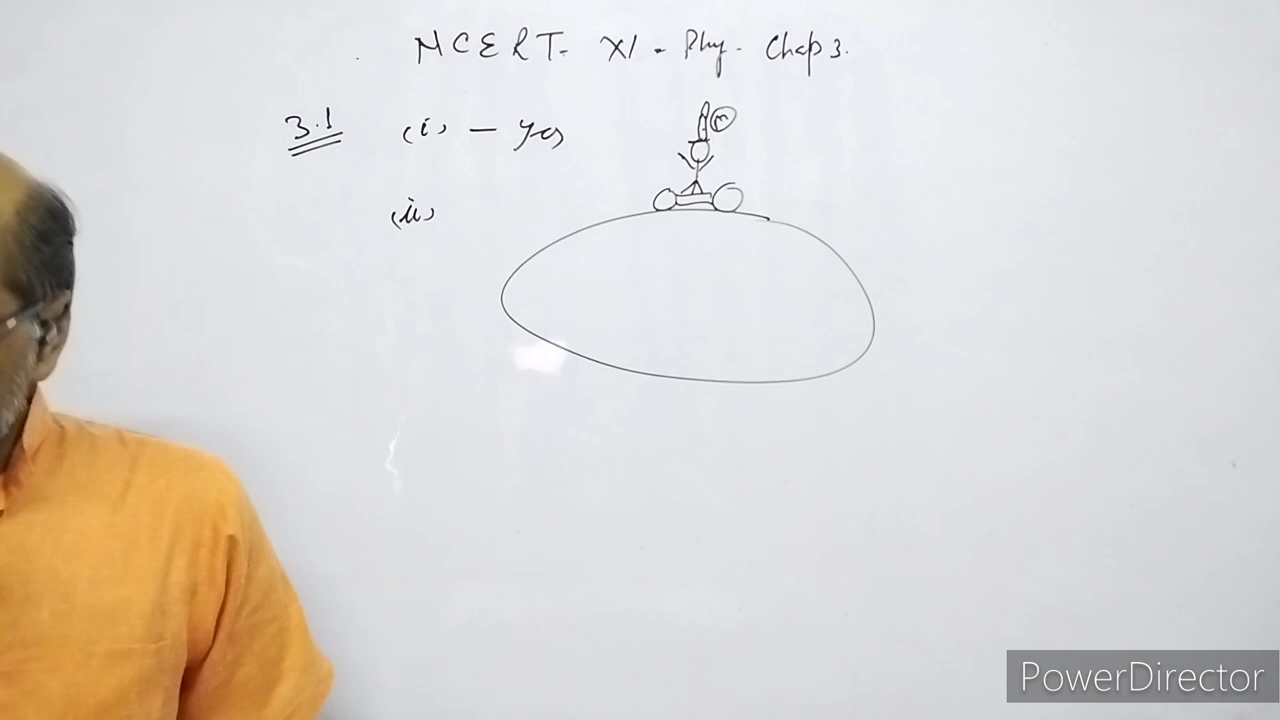 NCERT- XI - Phy - Chap 3.
3.1 (i) - Yes
(ii)
m
PowerDirector